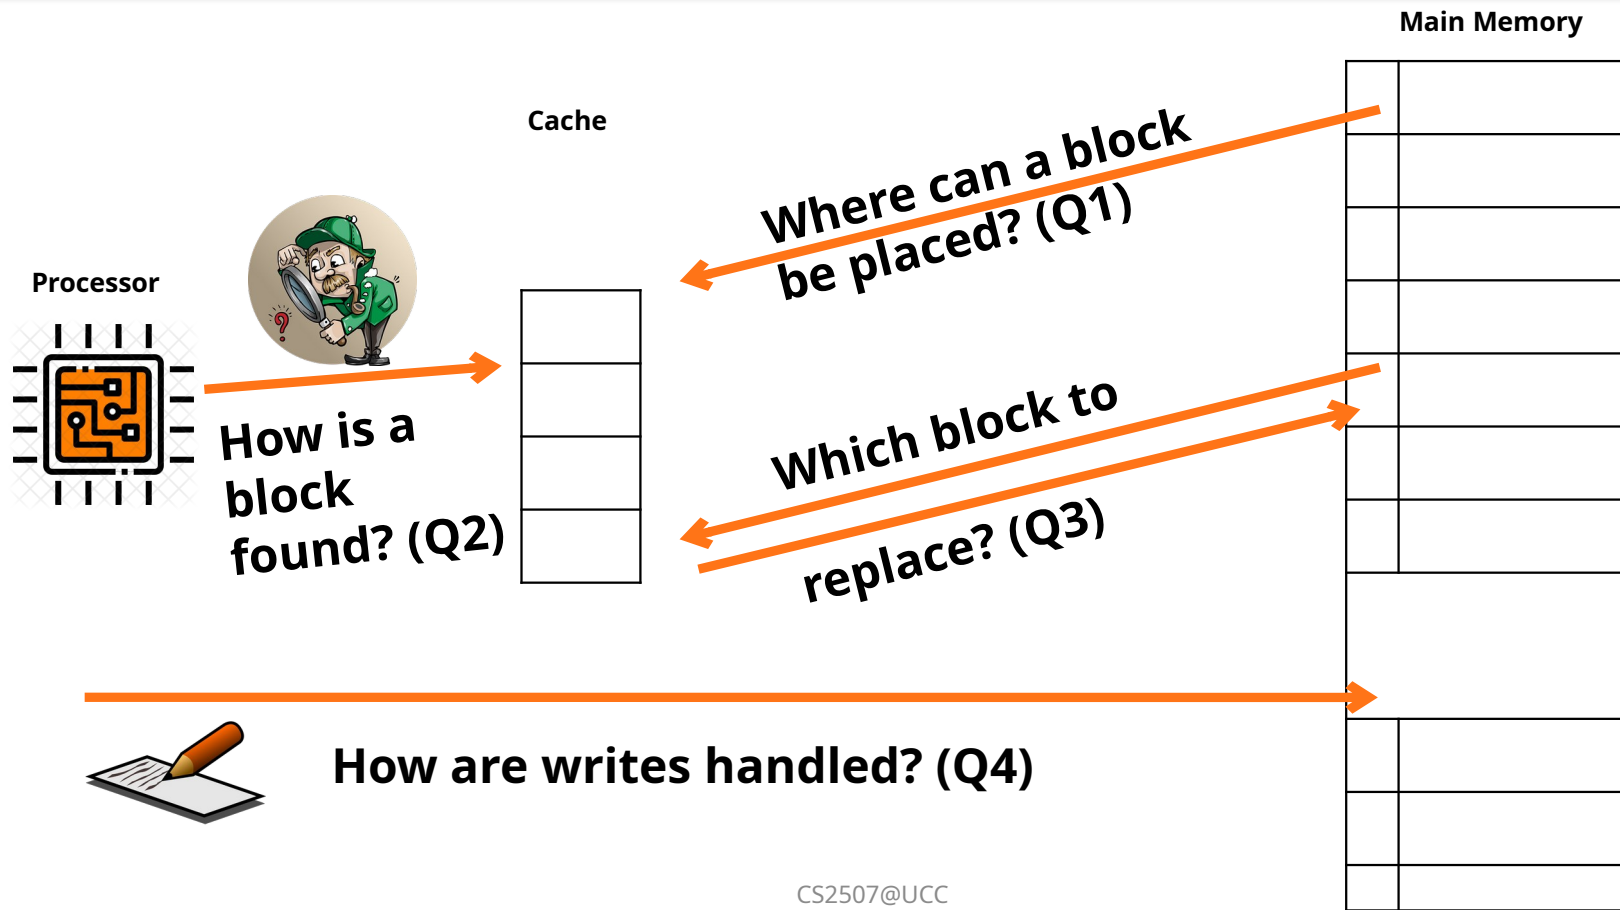 Main Memory
Cache
Where can a block
be placed? (Q1)
Processor
How is a
block
found? (Q2)
Which block to
replace? (Q3)
How are writes handled? (Q4)
CS2507@UCC